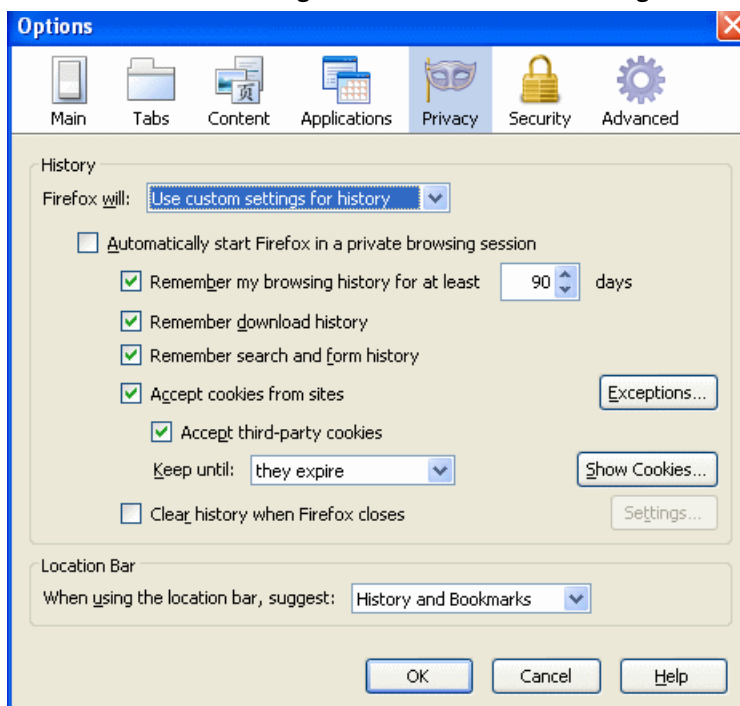 Options
Main Tabs Content Applications Privacy Security Advanced
页
History
Firefox will: Use custom settings for history
Automatically start Firefox in a private browsing session
Remember my browsing history for at least 90 days
Remember download history
Remember search and form history
Accept cookies from sites Exceptions...
Accept third-party cookies
Keep until: they expire Show Cookies...
Clear history when Firefox closes Settings...
Location Bar
When using the location bar, suggest: History and Bookmarks
OK Cancel Help